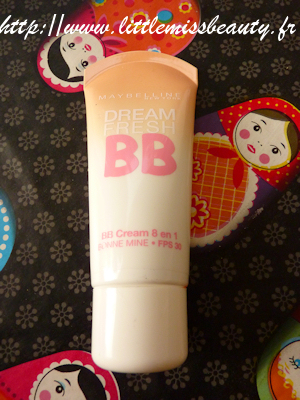 http://www.littlemissbeauty.fr
MAYBELLINE
DREAM
FRESH
BB
BB Cream 8 en 1
BONNE MINE • FPS 30